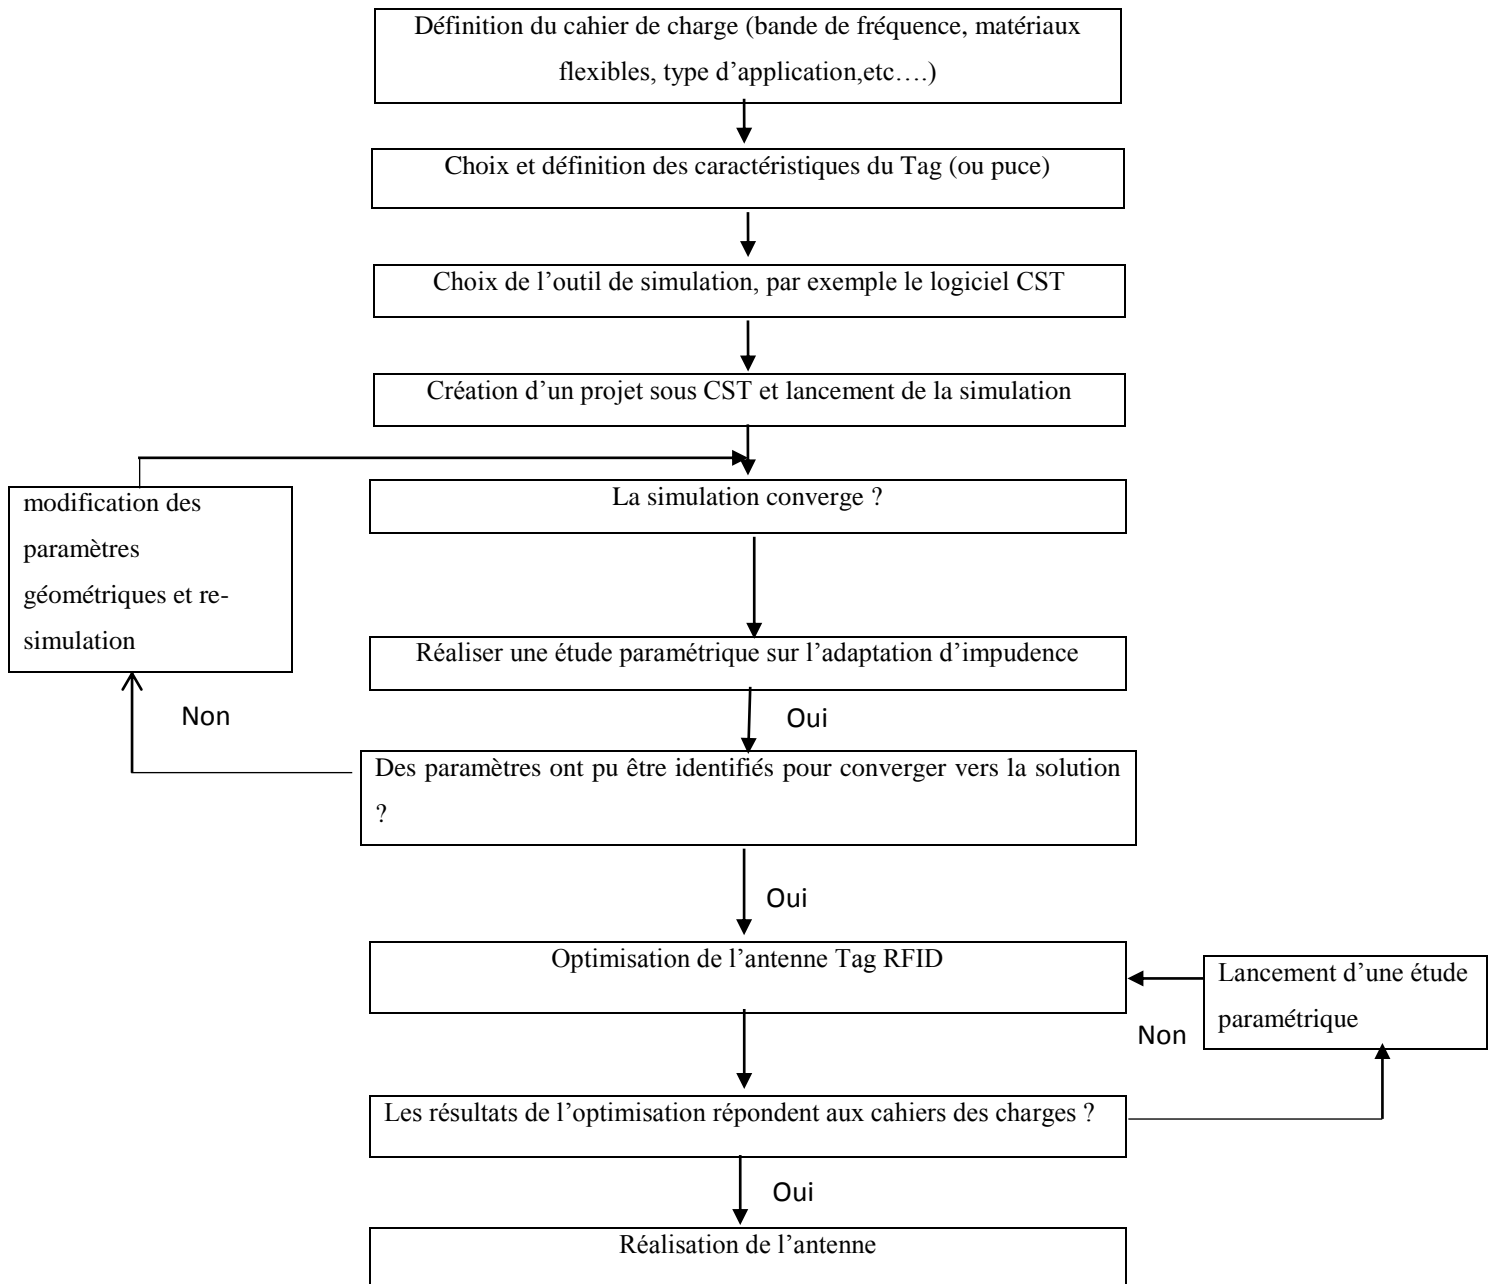 Définition du cahier de charge (bande de fréquence, matériaux
flexibles, type d’application,etc….)
Choix et définition des caractéristiques du Tag (ou puce)
Choix de l’outil de simulation, par exemple le logiciel CST
Création d’un projet sous CST et lancement de la simulation
La simulation converge ?
modification des
paramètres
géométriques et re-
simulation
Réaliser une étude paramétrique sur l’adaptation d’impudence
Non
Oui
Des paramètres ont pu être identifiés pour converger vers la solution
?
Oui
Optimisation de l’antenne Tag RFID
Lancement d’une étude
paramétrique
Non
Les résultats de l’optimisation répondent aux cahiers des charges ?
Oui
Réalisation de l’antenne